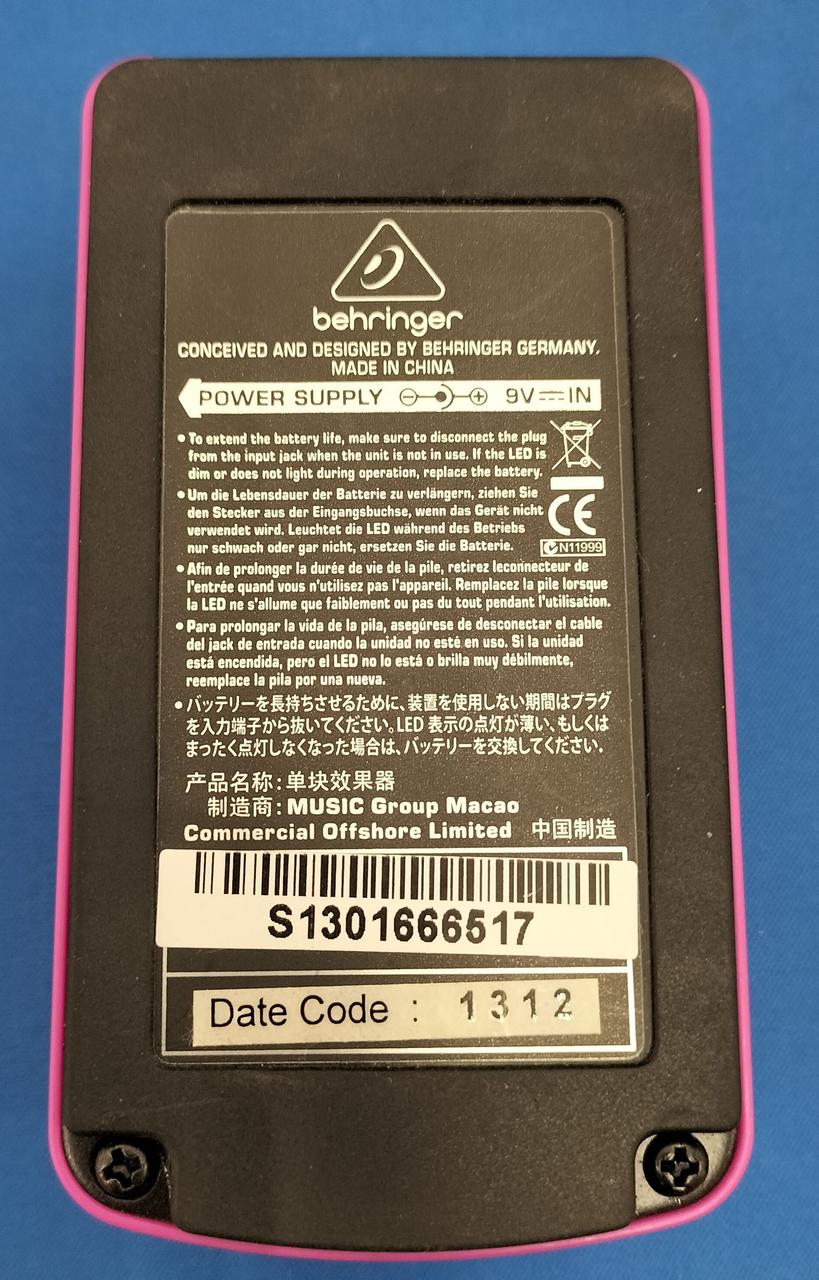 behringer
CONCEIVED AND DESIGNED BY BEHRINGER GERMANY.
MADE IN CHINA
POWER SUPPLY 9V IN
• To extend the battery life, make sure to disconnect the plug
from the input jack when the unit is not in use. If the LED is
dim or does not light during operation, replace the battery.
• Um die Lebensdauer der Batterie zu verlängern, ziehen Sie
den Stecker aus der Eingangsbuchse, wenn das Gerät nicht
verwendet wird. Leuchtet die LED während des Betriebs
nur schwach oder gar nicht, ersetzen Sie die Batterie.
CE
N11999
• Afin de prolonger la durée de vie de la pile, retirez leconnecteur de
l'entrée quand vous n'utilisez pas l'appareil. Remplacez la pile lorsque
la LED ne s'allume que faiblement ou pas du tout pendant l'utilisation.
• Para prolongar la vida de la pila, asegúrese de desconectar el cable
del jack de entrada cuando la unidad no esté en uso. Si la unidad
está encendida, pero el LED no lo está o brilla muy débilmente,
reemplace la pila por una nueva.
• バッテリーを長持ちさせるために、装置を使用しない期間はプラグ
を入力端子から抜いてください。LED 表示の点灯が薄い、もしくは
まったく点灯しなくなった場合は、バッテリーを交換してください.
产品名称: 单块效果器
制造商: MUSIC Group Macao
Commercial Offshore Limited 中国制造
S1301666517
Date Code : 1312